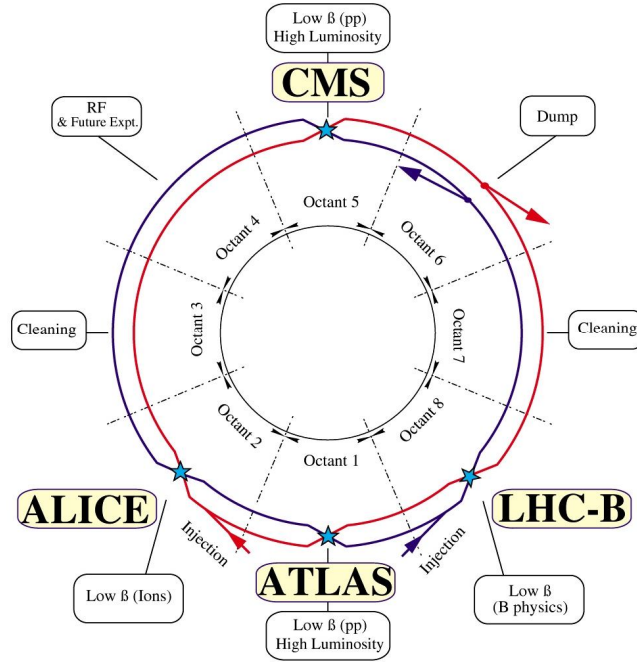 Low ß (pp)
High Luminosity
CMS
RF
& Future Expt.
Dump
Octant 5
Octant 4
Octant 6
Cleaning
Octant 3
Octant 7
Cleaning
Octant 2
Octant 8
Octant 1
ALICE
LHC-B
Injection
Injection
ATLAS
Low ß (Ions)
Low ß (pp)
High Luminosity
Low ß
(B physics)